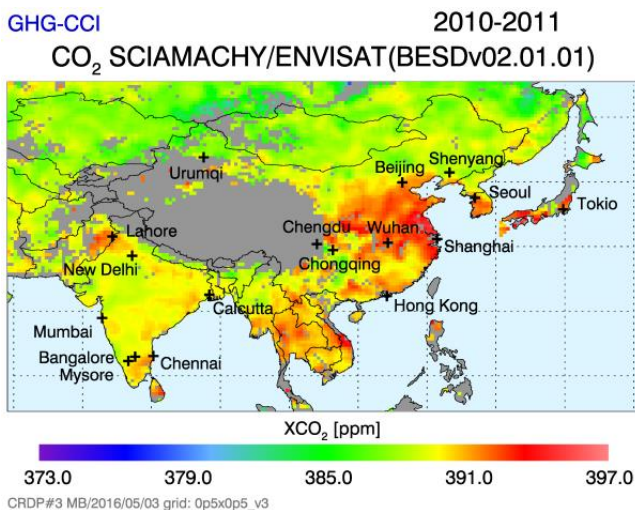 GHG-CCI 2010-2011
CO₂ SCIAMACHY/ENVISAT(BESDv02.01.01)
Urumqi
Beijing
Shenyang
Seoul
Tokio
Lahore
Chengdu
Wuhan
Shanghai
New Delhi
Chongqing
Calcutta
Hong Kong
Mumbai
Bangalore
Chennai
Mysore
XCO₂ [ppm]
373.0 379.0 385.0 391.0 397.0
CRDP#3 MB/2016/05/03 grid: 0p5x0p5_v3